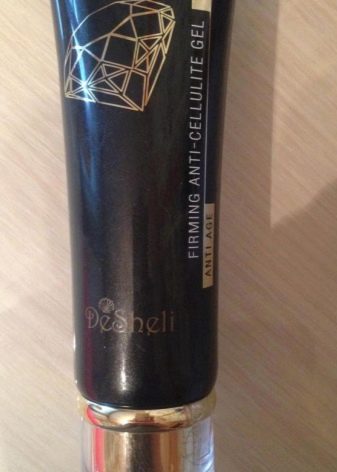 FIRMING ANTI-CELLULITE GEL
ANTI AGE
DeSheli